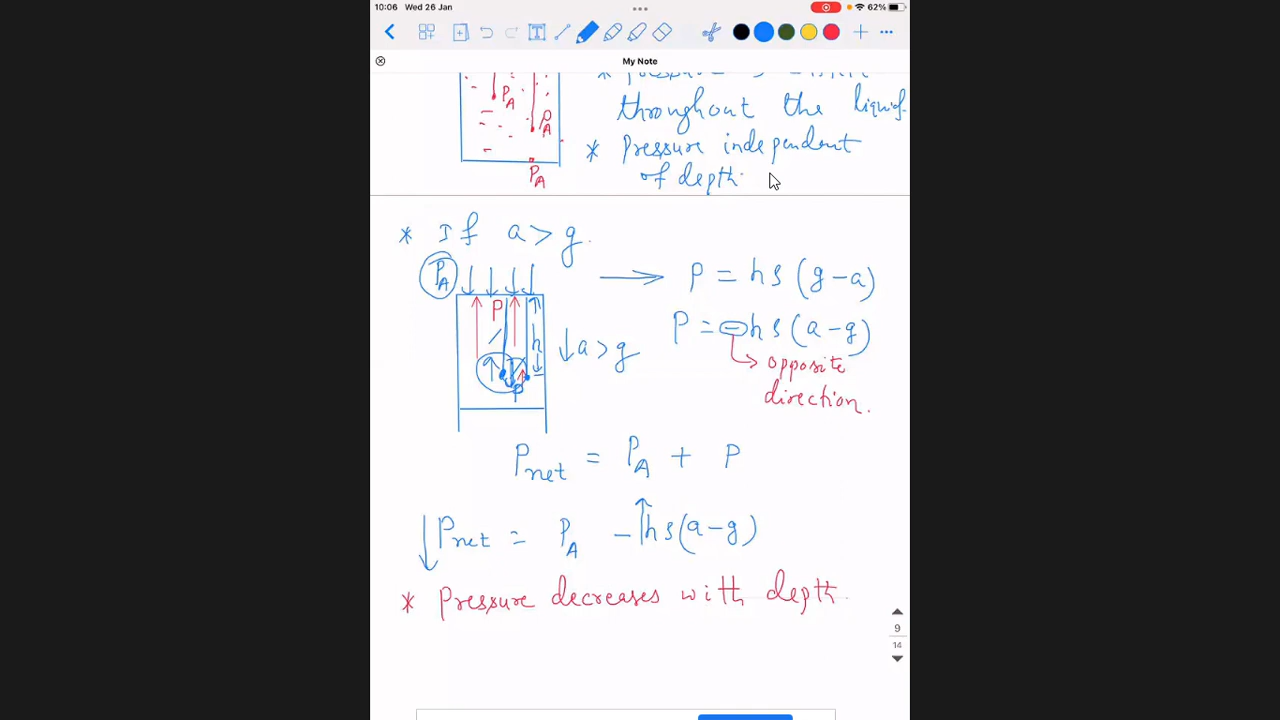 10:06 Wed 26 Jan
62%
My Note
throughout the liquid.
* Pressure independent
of depth.
P_A
P_A
P_A
* If a > g.
P_A
P
h
P
↓a > g
→ P = hs (g-a)
P = -hs (a-g)
→ opposite
direction.
P_net = P_A + P
↓P_net = P_A - ↑hs(a-g)
* Pressure decreases with depth.
9
14